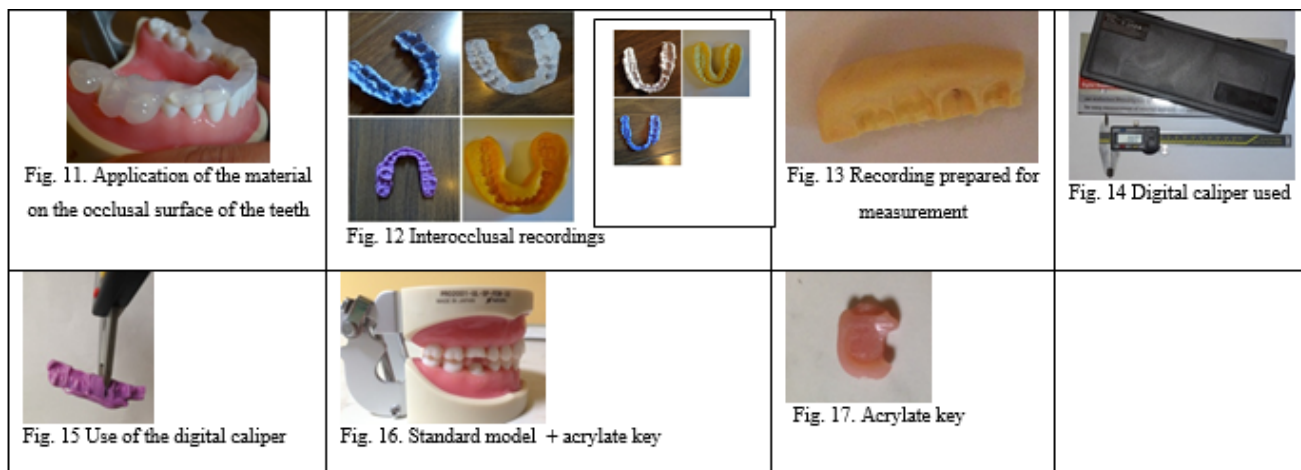 Fig. 11. Application of the material
on the occlusal surface of the teeth
Fig. 12 Interocclusal recordings
Fig. 13 Recording prepared for
measurement
Fig. 14 Digital caliper used
Fig. 15 Use of the digital caliper
Fig. 16. Standard model + acrylate key
Fig. 17. Acrylate key